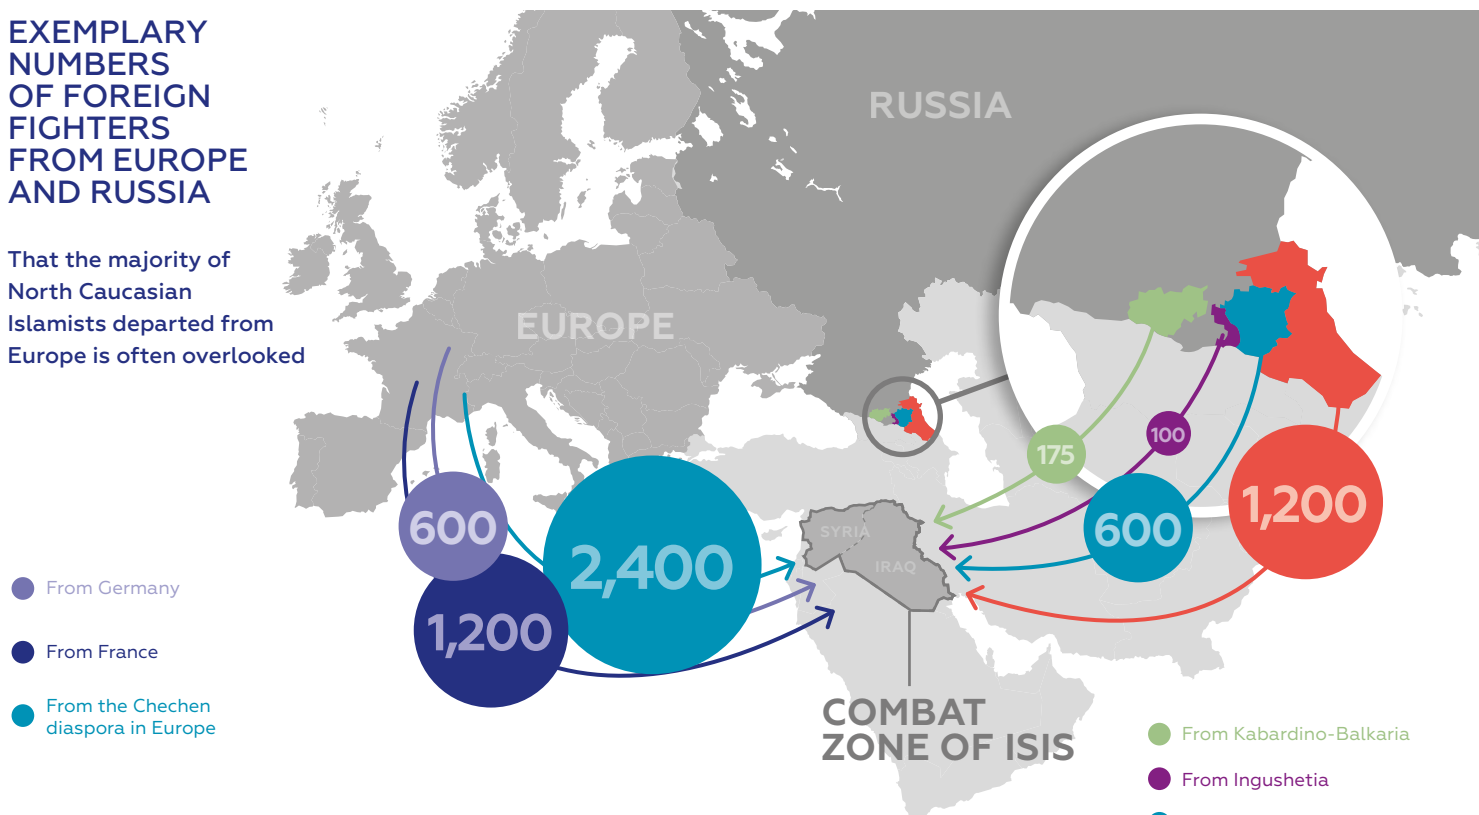 EXEMPLARY
NUMBERS
OF FOREIGN
FIGHTERS
FROM EUROPE
AND RUSSIA
That the majority of
North Caucasian
Islamists departed from
Europe is often overlooked
RUSSIA
EUROPE
175
100
600
1,200
600
2,400
1,200
SYRIA
IRAQ
COMBAT
ZONE OF ISIS
From Germany
From France
From the Chechen
diaspora in Europe
From Kabardino-Balkaria
From Ingushetia